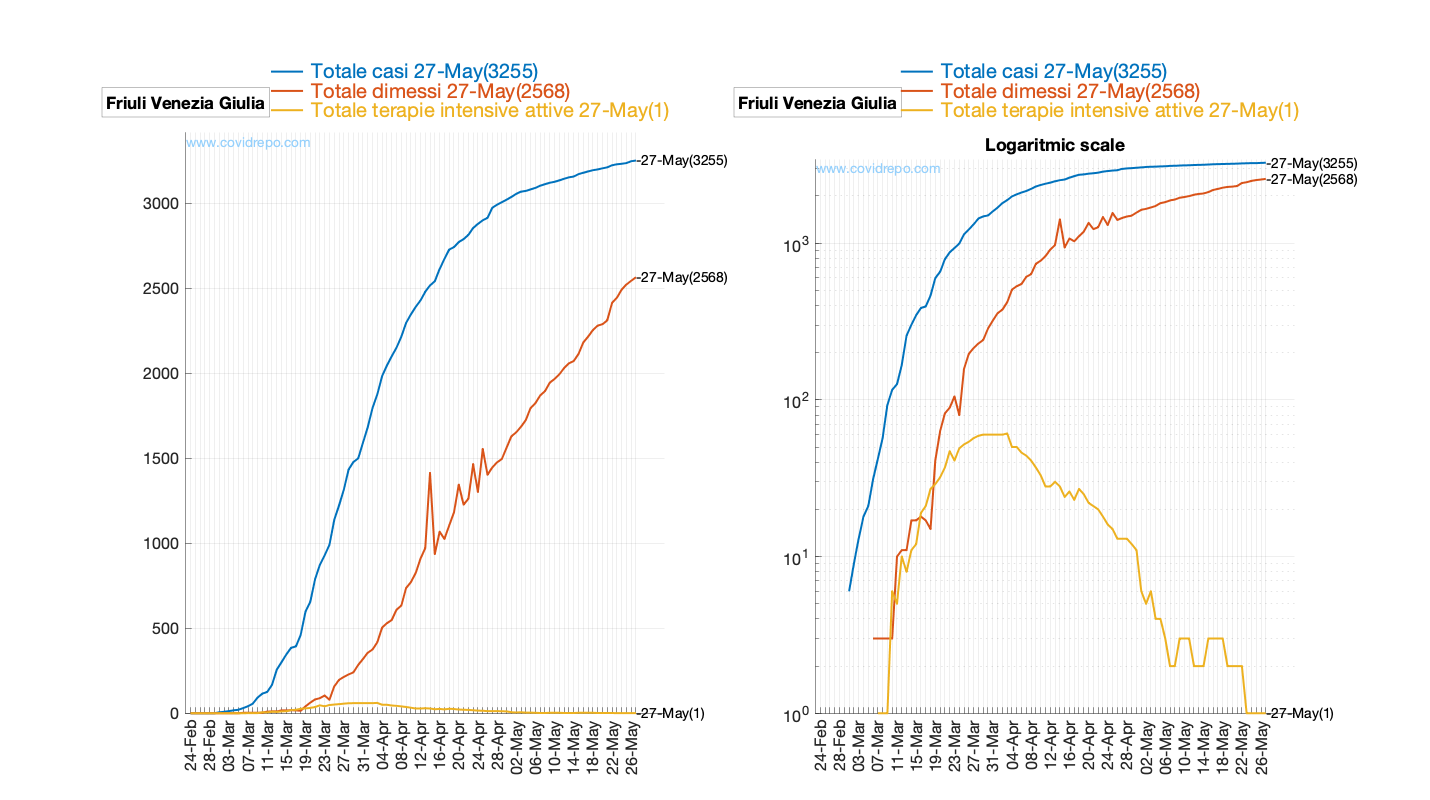 Totale casi 27-May(3255)
Totale dimessi 27-May(2568)
Totale terapie intensive attive 27-May(1)
Friuli Venezia Giulia
www.covidrepo.com
27-May(3255)
27-May(2568)
27-May(1)
3000
2500
2000
1500
1000
500
0
24-Feb
28-Feb
03-Mar
07-Mar
11-Mar
15-Mar
19-Mar
23-Mar
27-Mar
31-Mar
04-Apr
08-Apr
12-Apr
16-Apr
20-Apr
24-Apr
28-Apr
02-May
06-May
10-May
14-May
18-May
22-May
26-May
Totale casi 27-May(3255)
Totale dimessi 27-May(2568)
Totale terapie intensive attive 27-May(1)
Friuli Venezia Giulia
Logaritmic scale
www.covidrepo.com
27-May(3255)
27-May(2568)
27-May(1)
10^3
10^2
10^1
10^0
24-Feb
28-Feb
03-Mar
07-Mar
11-Mar
15-Mar
19-Mar
23-Mar
27-Mar
31-Mar
04-Apr
08-Apr
12-Apr
16-Apr
20-Apr
24-Apr
28-Apr
02-May
06-May
10-May
14-May
18-May
22-May
26-May